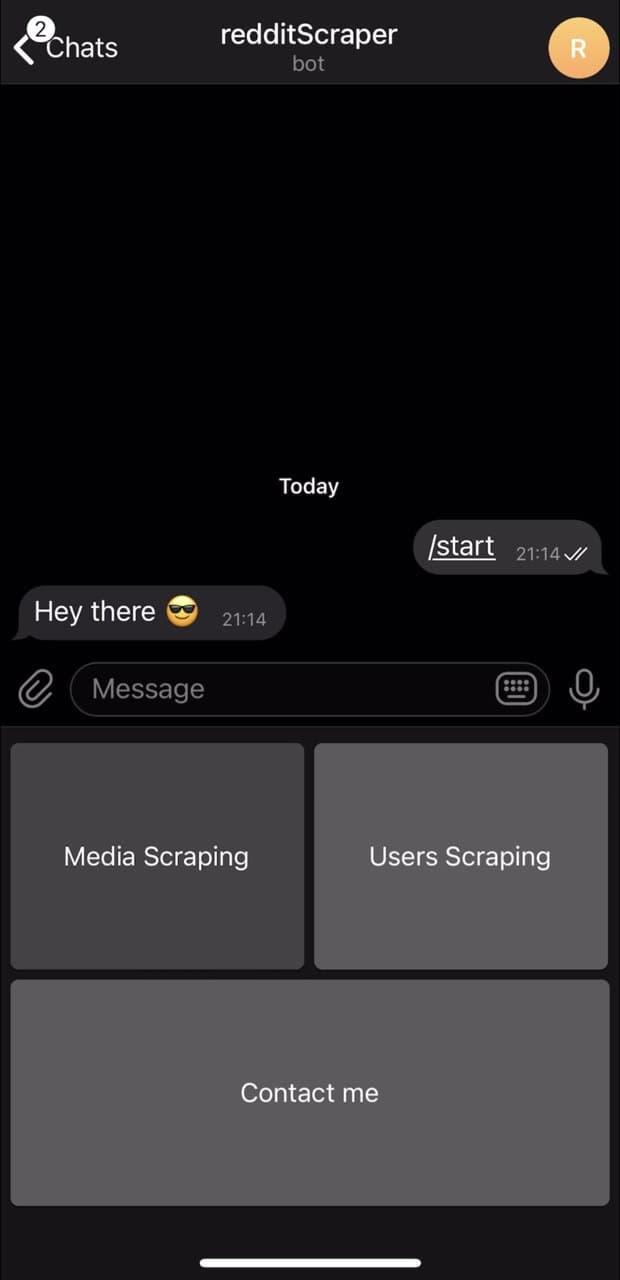 2
Chats
redditScraper
bot
R
Today
/start 21:14
Hey there 😎 21:14
Message
Media Scraping
Users Scraping
Contact me